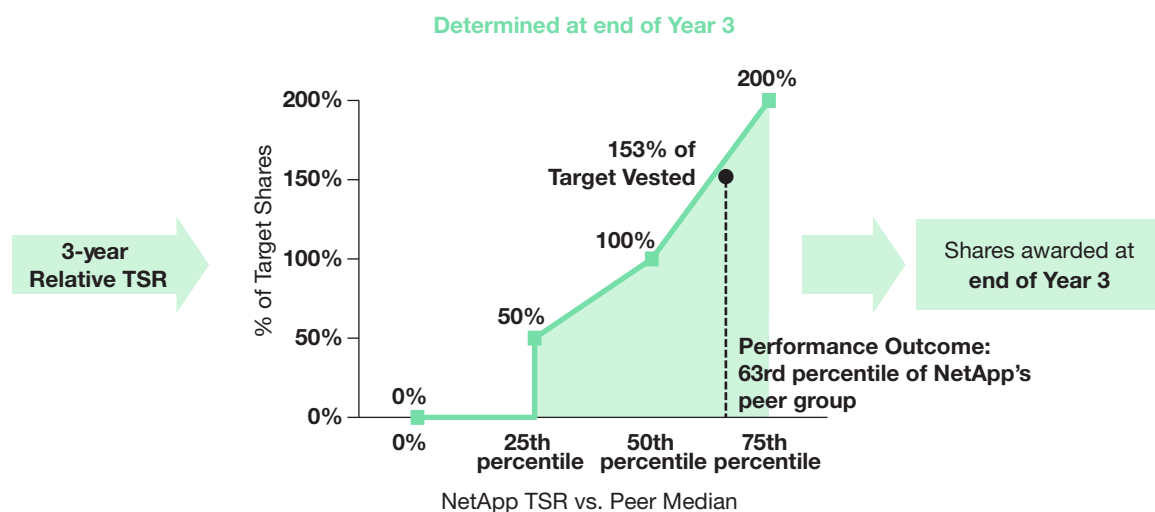 Determined at end of Year 3
3-year
Relative TSR
% of Target Shares
200%
150%
100%
50%
0%
0%
50%
100%
153% of
Target Vested
200%
Performance Outcome:
63rd percentile of NetApp’s
peer group
0%
25th
percentile
50th
percentile
75th
percentile
NetApp TSR vs. Peer Median
Shares awarded at
end of Year 3